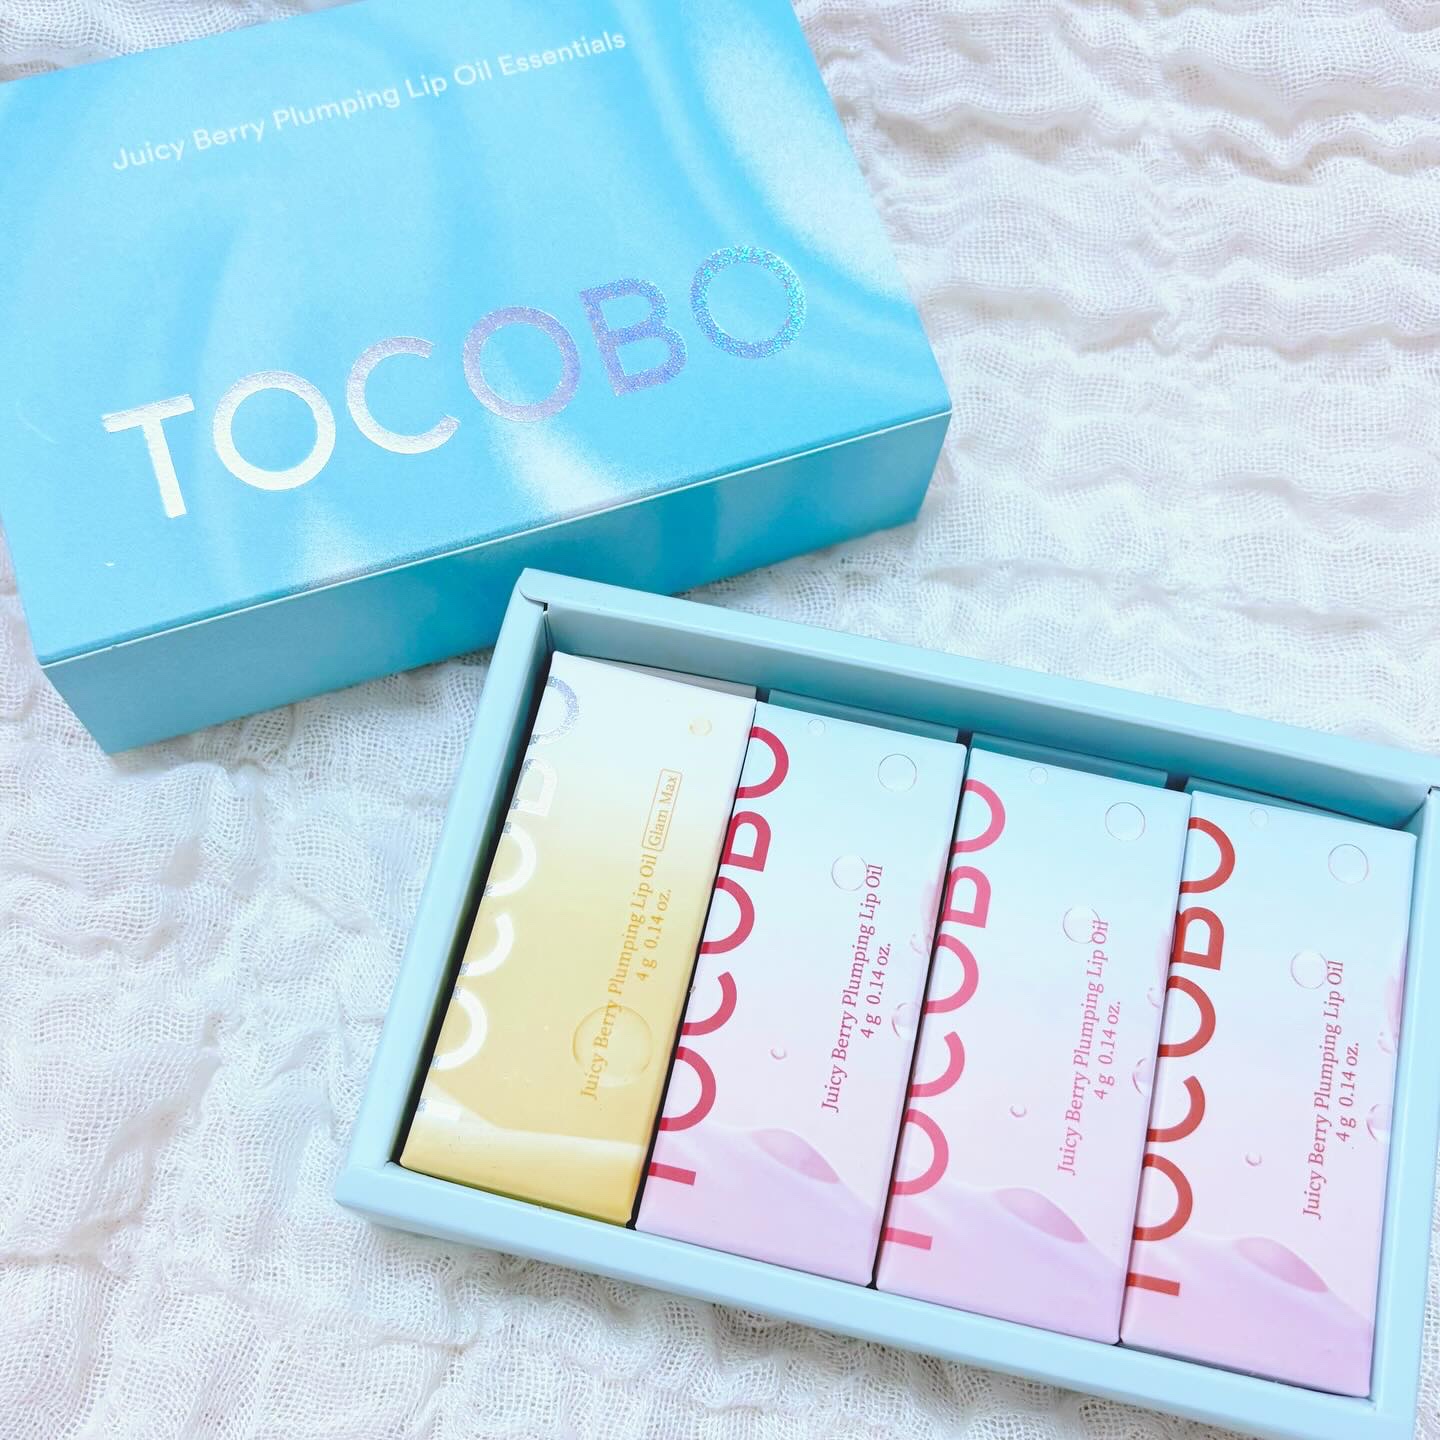 Juicy Berry Plumping Lip Oil Essentials
TOCOBO
TOCOBO
Juicy Berry Plumping Lip Oil Glam Max
4 g 0.14 oz.
TOCOBO
Juicy Berry Plumping Lip Oil
4 g 0.14 oz.
TOCOBO
Juicy Berry Plumping Lip Oil
4 g 0.14 oz.
TOCOBO
Juicy Berry Plumping Lip Oil
4 g 0.14 oz.